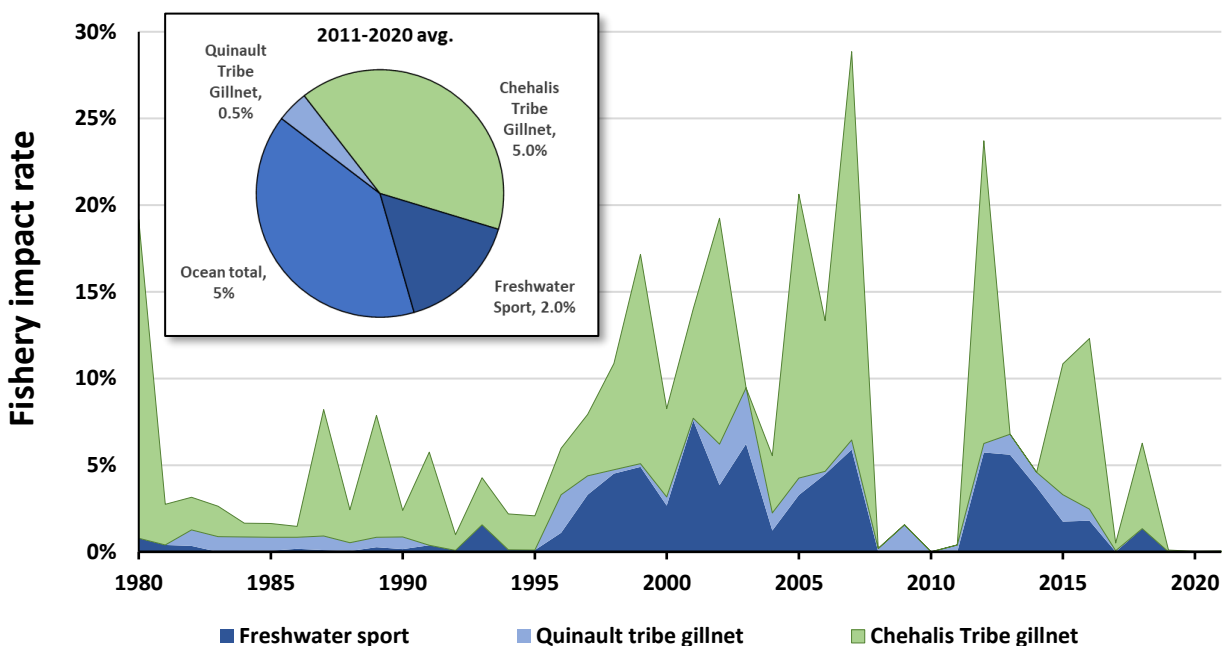 Fishery impact rate
30%
25%
20%
15%
10%
5%
0%
2011-2020 avg.
Quinault
Tribe
Gillnet,
0.5%
Chehalis
Tribe
Gillnet,
5.0%
Ocean total,
5%
Freshwater
Sport, 2.0%
1980 1985 1990 1995 2000 2005 2010 2015 2020
Freshwater sport Quinault tribe gillnet Chehalis Tribe gillnet